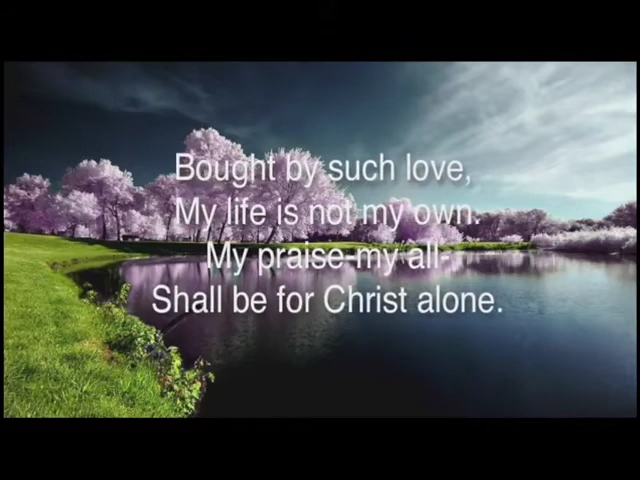 Bought by such love,
My life is not my own.
My praise-my all-
Shall be for Christ alone.